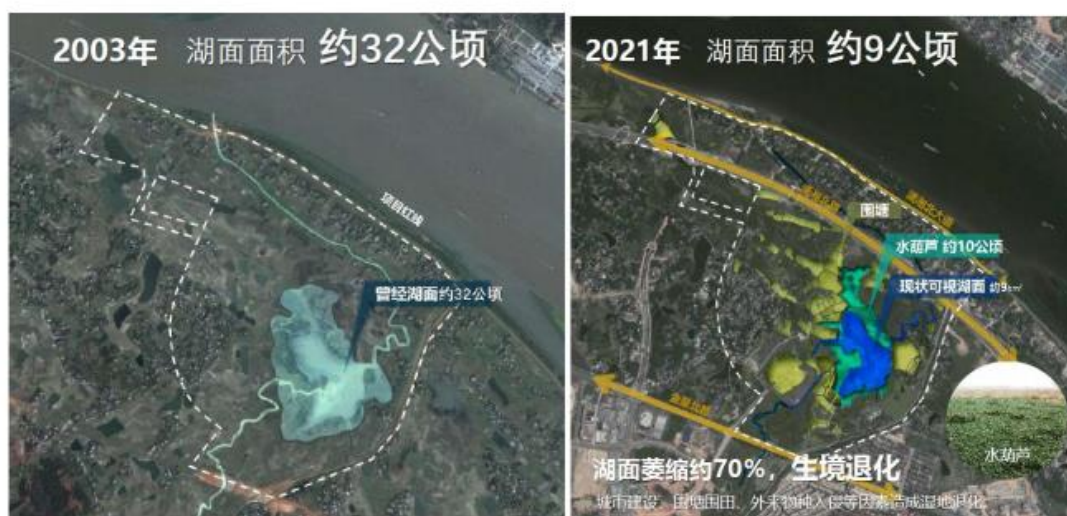 2003年 湖面面积 约32公顷
项目红线
曾经湖面约32公顷
2021年 湖面面积 约9公顷
围塘
水葫芦 约10公顷
现状可视湖面
水葫芦
湖面萎缩约70%，生境退化
城市建设、围塘围田、外来物种入侵等因素造成湿地退化